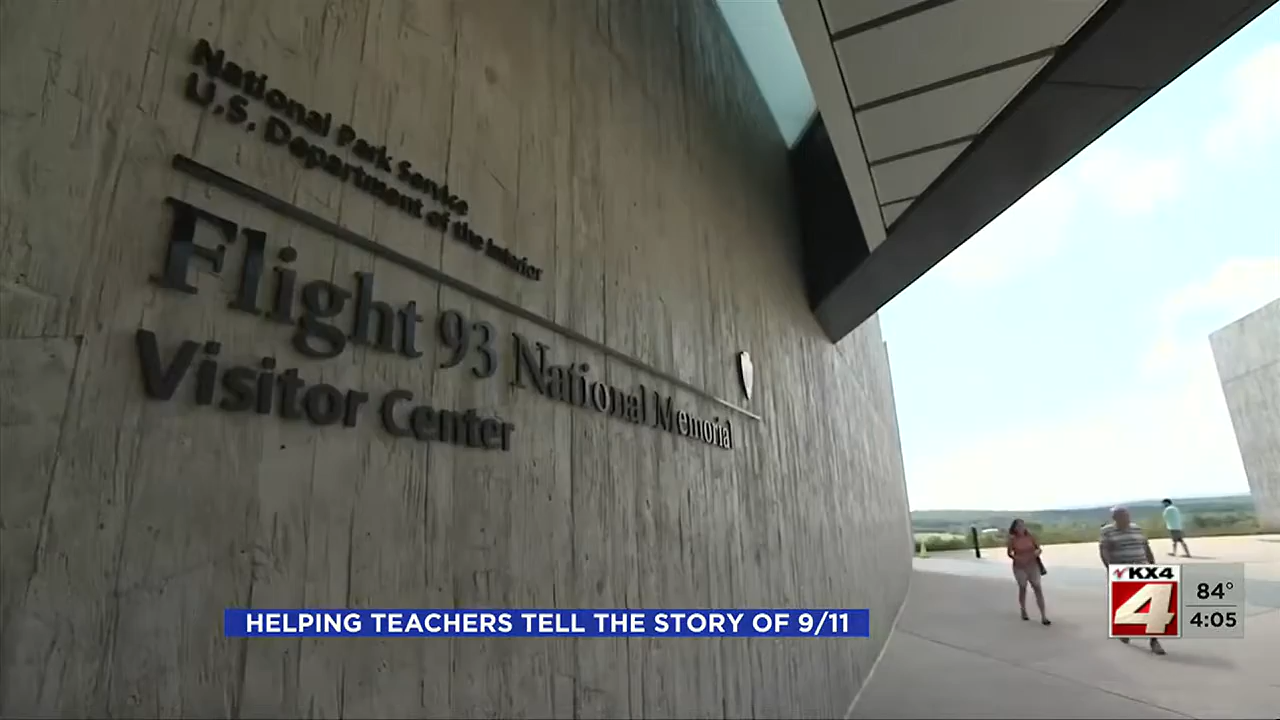 National Park Service
U.S. Department of the Interior
Flight 93 National Memorial
Visitor Center
HELPING TEACHERS TELL THE STORY OF 9/11
KX4
4
84°
4:05